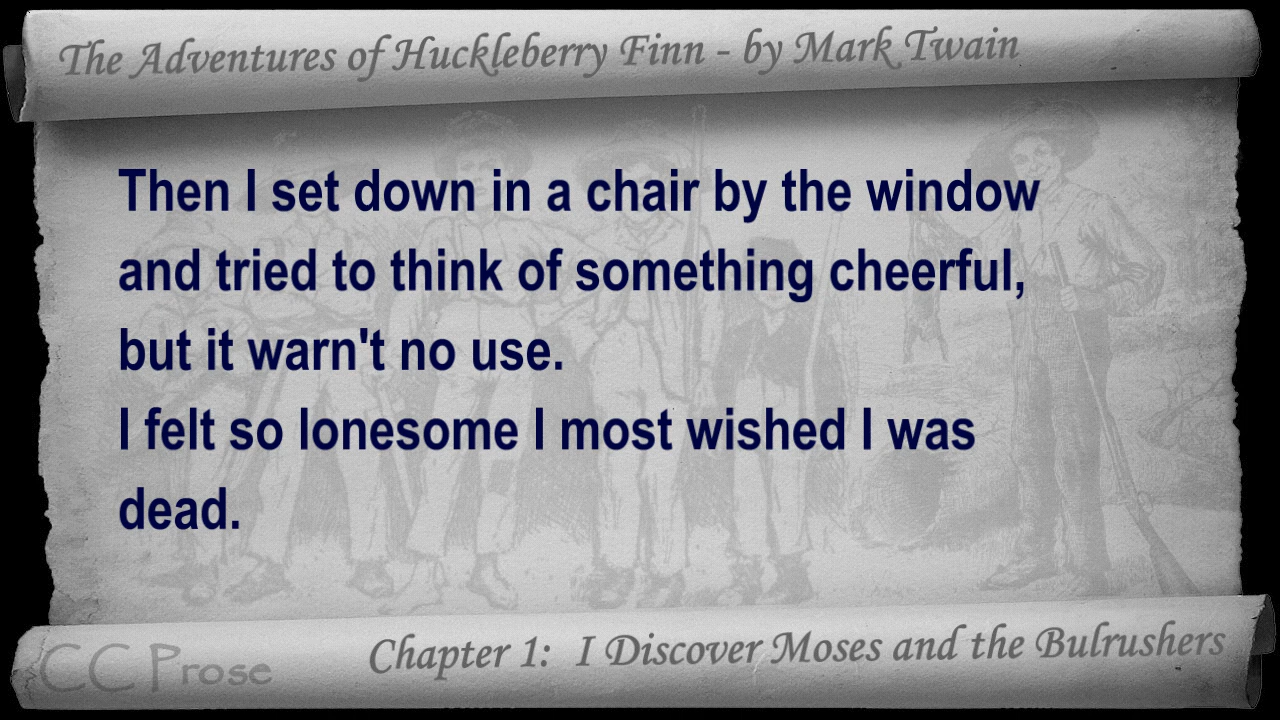 The Adventures of Huckleberry Finn - by Mark Twain
Then I set down in a chair by the window
and tried to think of something cheerful,
but it warn't no use.
I felt so lonesome I most wished I was
dead.
CC Prose
Chapter 1: I Discover Moses and the Bulrushers